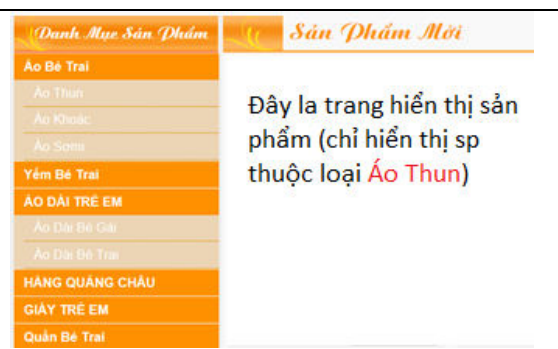 Danh Mục Sản Phẩm
Áo Bé Trai
Áo Thun
Áo Khoác
Áo Somi
Yếm Bé Trai
ÁO DÀI TRẺ EM
Áo Dài Bé Gái
Áo Dài Bé Trai
HÀNG QUẢNG CHÂU
GIÀY TRẺ EM
Quần Bé Trai
Sản Phẩm Mới
Đây la trang hiển thị sản
phẩm (chỉ hiển thị sp
thuộc loại Áo Thun)